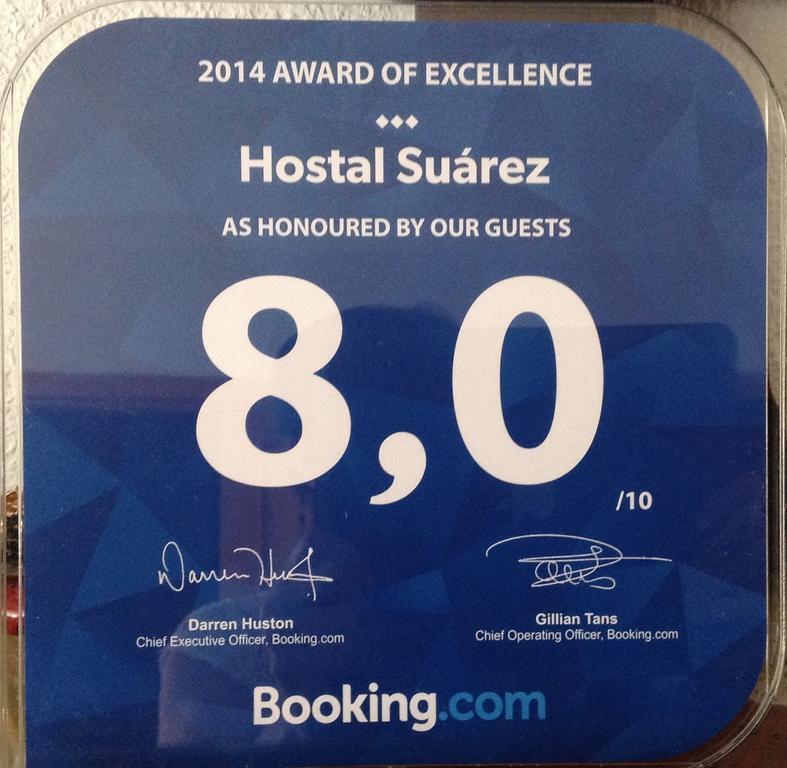 2014 AWARD OF EXCELLENCE
Hostal Suárez
AS HONOURED BY OUR GUESTS
8,0
/10
Darren Huston
Gillian Tans
Chief Executive Officer, Booking.com
Chief Operating Officer, Booking.com
Booking.com